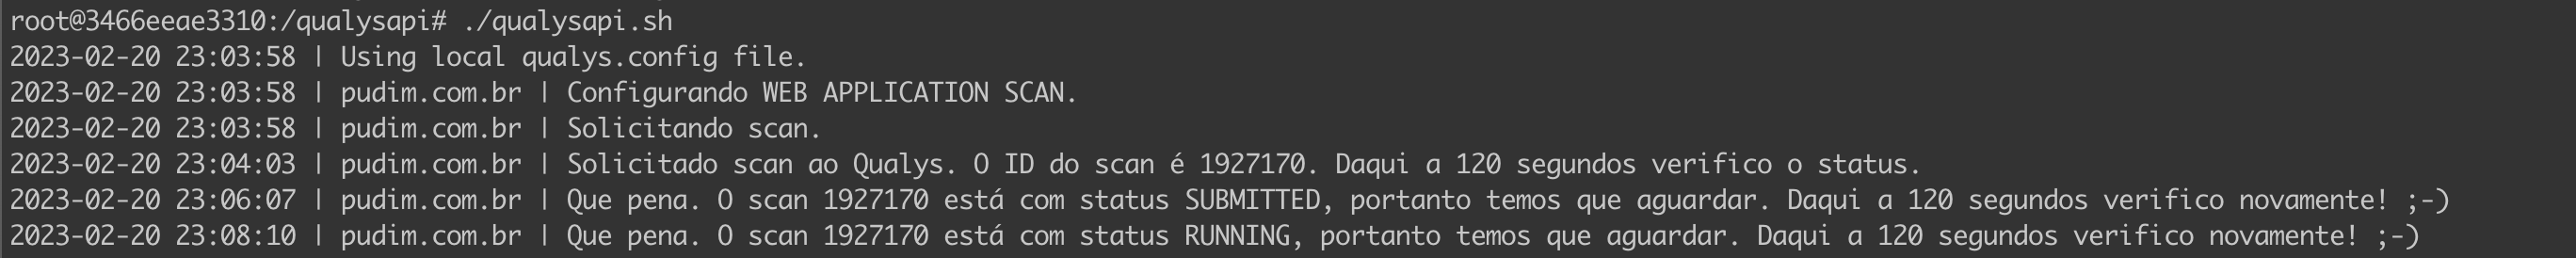 root@3466eeae3310:/qualysapi# ./qualysapi.sh
2023-02-20 23:03:58 | Using local qualys.config file.
2023-02-20 23:03:58 | pudim.com.br | Configurando WEB APPLICATION SCAN.
2023-02-20 23:03:58 | pudim.com.br | Solicitando scan.
2023-02-20 23:04:03 | pudim.com.br | Solicitado scan ao Qualys. O ID do scan é 1927170. Daqui a 120 segundos verifico o status.
2023-02-20 23:06:07 | pudim.com.br | Que pena. O scan 1927170 está com status SUBMITTED, portanto temos que aguardar. Daqui a 120 segundos verifico novamente! ;-)
2023-02-20 23:08:10 | pudim.com.br | Que pena. O scan 1927170 está com status RUNNING, portanto temos que aguardar. Daqui a 120 segundos verifico novamente! ;-)